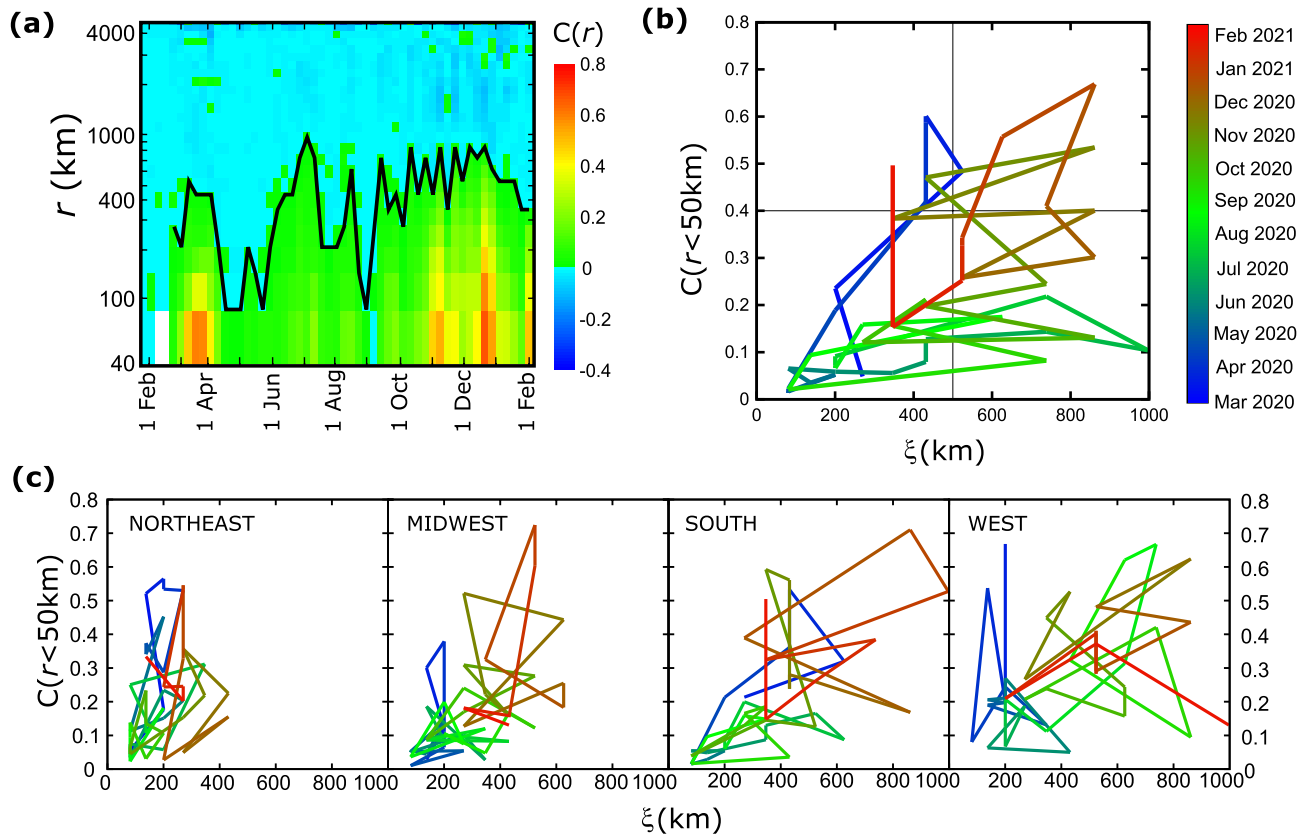 (a)
r (km)
4000
1000
400
200
100
40
1 Feb
1 Apr
1 Jun
1 Aug
1 Oct
1 Dec
1 Feb
C(r)
0.8
0.6
0.4
0.2
0
-0.2
-0.4
(b)
C(r<50km)
0.8
0.7
0.6
0.5
0.4
0.3
0.2
0.1
0
0 200 400 600 800 1000
ξ(km)
Feb 2021
Jan 2021
Dec 2020
Nov 2020
Oct 2020
Sep 2020
Aug 2020
Jul 2020
Jun 2020
May 2020
Apr 2020
Mar 2020
(c)
C(r<50km)
0.8
0.7
0.6
0.5
0.4
0.3
0.2
0.1
0
NORTHEAST MIDWEST SOUTH WEST
0 200 400 600 800 1000 200 400 600 800 1000 200 400 600 800 1000 200 400 600 800 1000
0.8
0.7
0.6
0.5
0.4
0.3
0.2
0.1
0
ξ(km)